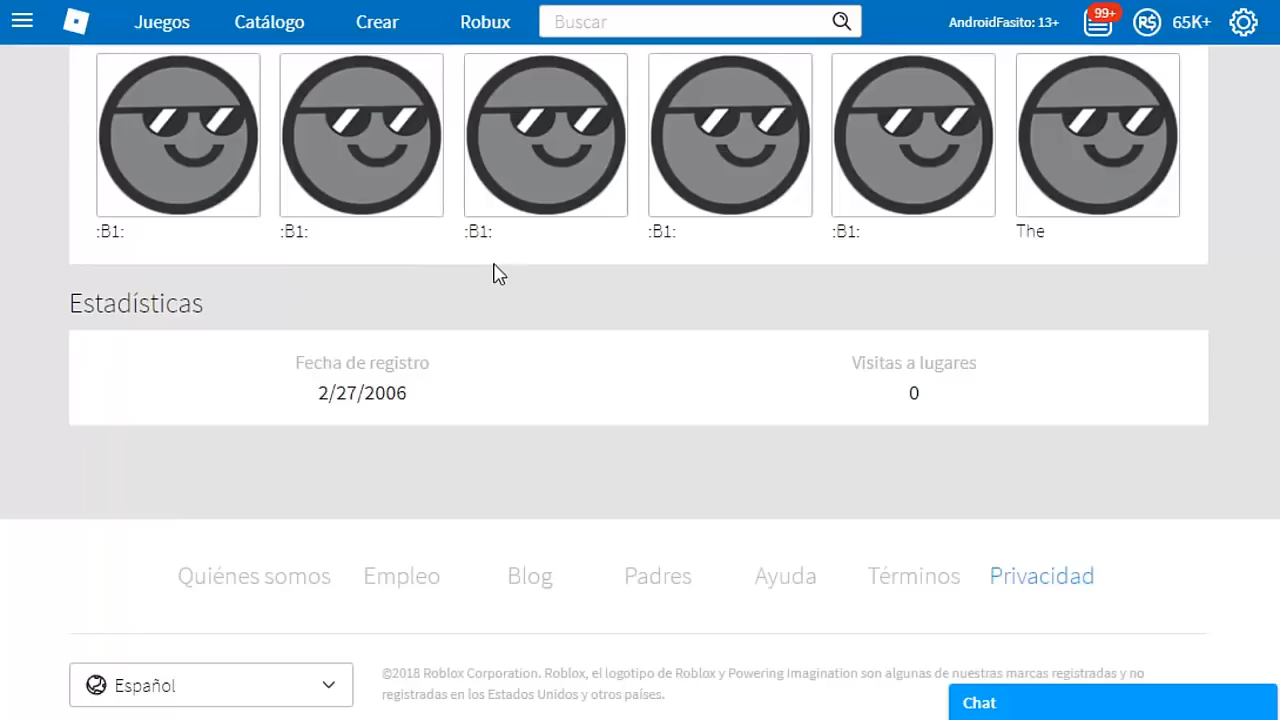 Juegos Catálogo Crear Robux Buscar AndroidFasito: 13+ 99+ R$ 65K+
:B1: :B1: :B1: :B1: :B1: The
Estadísticas
Fecha de registro Visitas a lugares
2/27/2006 0
Quiénes somos Empleo Blog Padres Ayuda Términos Privacidad
Español
©2018 Roblox Corporation. Roblox, el logotipo de Roblox y Powering Imagination son algunas de nuestras marcas registradas y no
registradas en los Estados Unidos y otros países.
Chat